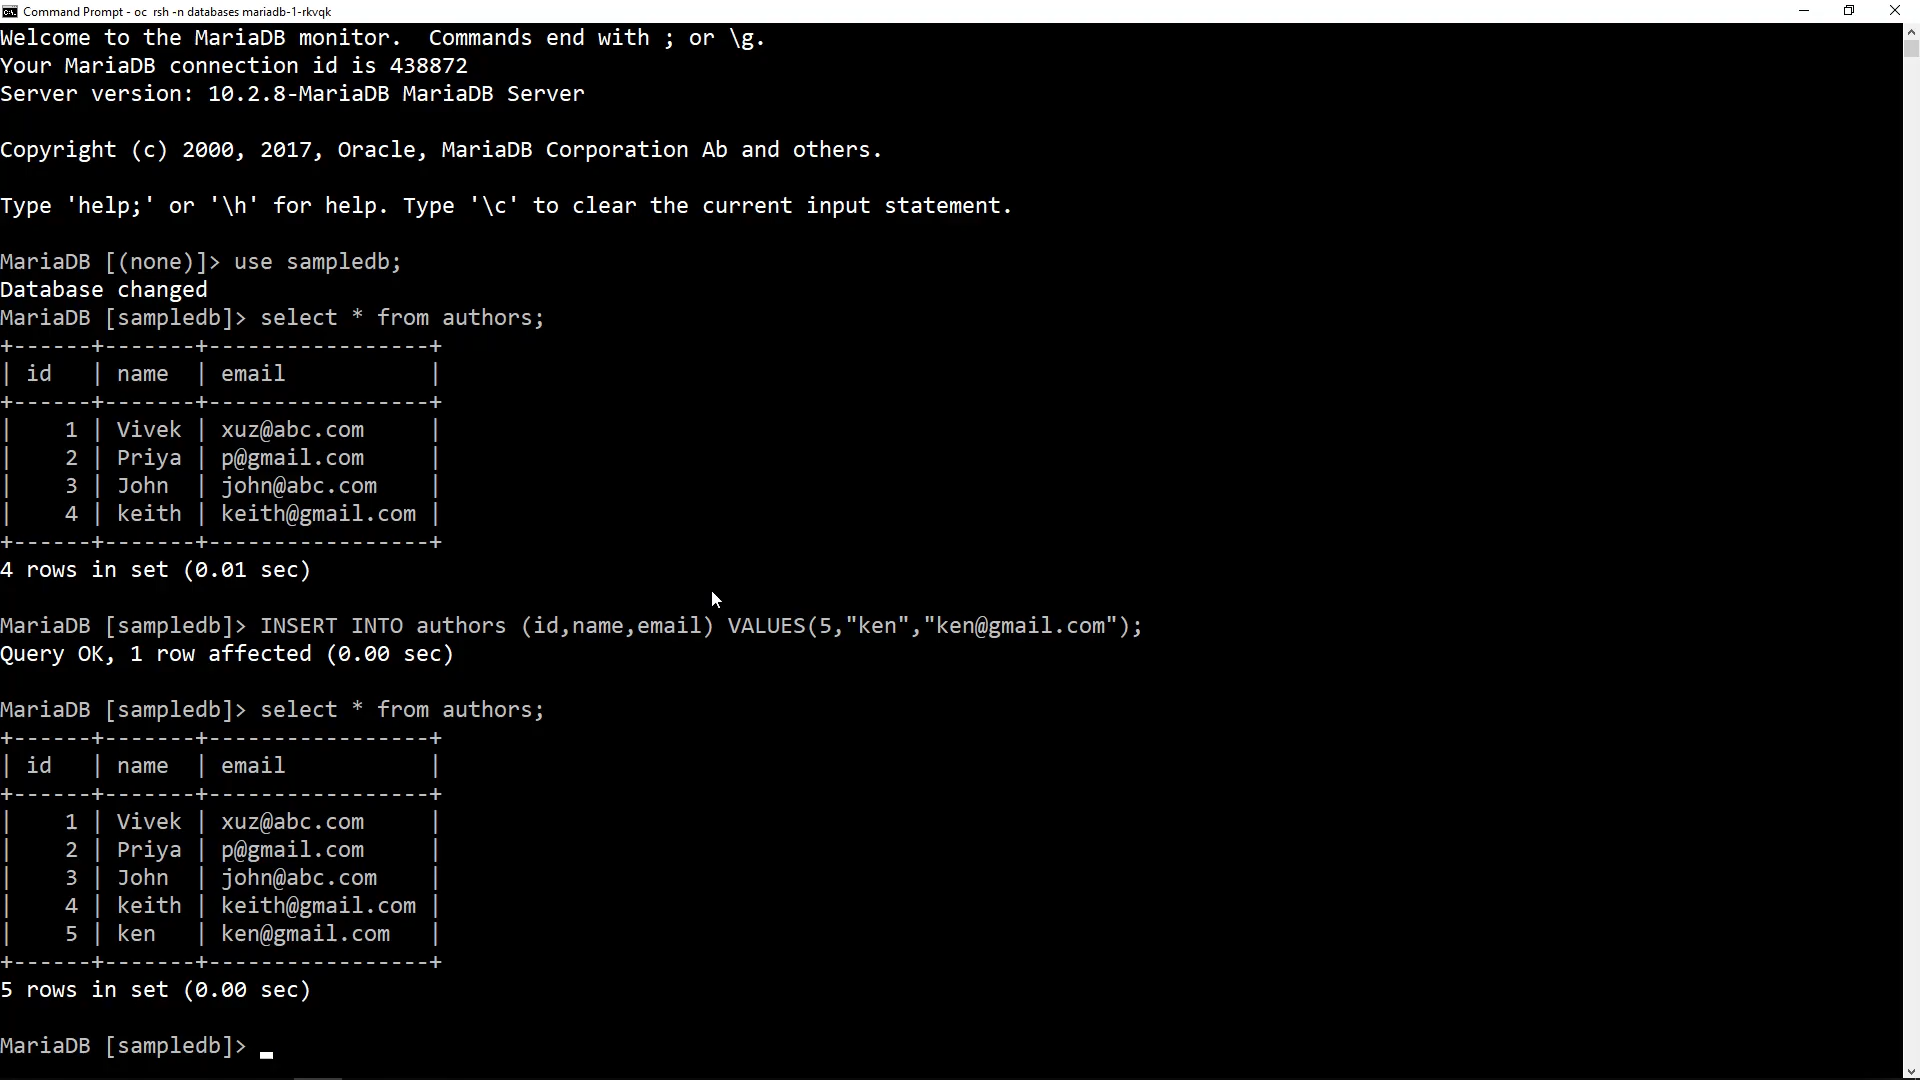 Command Prompt - oc  rsh -n databases mariadb-1-rkvqk
Welcome to the MariaDB monitor.  Commands end with ; or \g.
Your MariaDB connection id is 438872
Server version: 10.2.8-MariaDB MariaDB Server
Copyright (c) 2000, 2017, Oracle, MariaDB Corporation Ab and others.
Type 'help;' or '\h' for help. Type '\c' to clear the current input statement.
MariaDB [(none)]> use sampledb;
Database changed
MariaDB [sampledb]> select * from authors;
+------+-------+-----------------+
| id   | name  | email           |
+------+-------+-----------------+
|    1 | Vivek | xuz@abc.com     |
|    2 | Priya | p@gmail.com     |
|    3 | John  | john@abc.com    |
|    4 | keith | keith@gmail.com |
+------+-------+-----------------+
4 rows in set (0.01 sec)
MariaDB [sampledb]> INSERT INTO authors (id,name,email) VALUES(5,"ken","ken@gmail.com");
Query OK, 1 row affected (0.00 sec)
MariaDB [sampledb]> select * from authors;
+------+-------+-----------------+
| id   | name  | email           |
+------+-------+-----------------+
|    1 | Vivek | xuz@abc.com     |
|    2 | Priya | p@gmail.com     |
|    3 | John  | john@abc.com    |
|    4 | keith | keith@gmail.com |
|    5 | ken   | ken@gmail.com   |
+------+-------+-----------------+
5 rows in set (0.00 sec)
MariaDB [sampledb]>